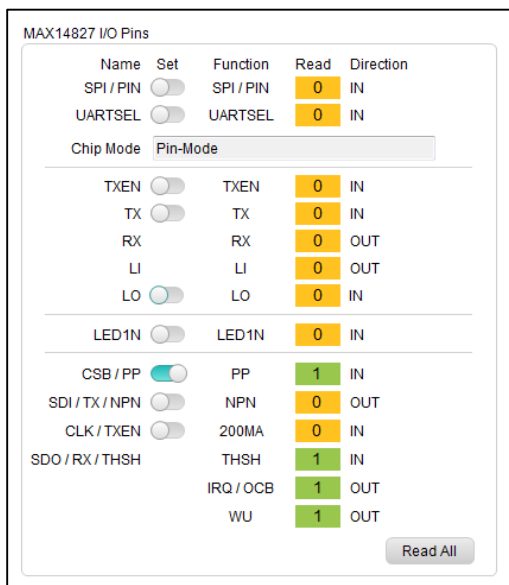 MAX14827 I/O Pins
Name Set Function Read Direction
SPI / PIN SPI / PIN 0 IN
UARTSEL UARTSEL 0 IN
Chip Mode Pin-Mode
TXEN TXEN 0 IN
TX TX 0 IN
RX RX 0 OUT
LI LI 0 OUT
LO LO 0 IN
LED1N LED1N 0 IN
CSB / PP PP 1 IN
SDI / TX / NPN NPN 0 OUT
CLK / TXEN 200MA 0 IN
SDO / RX / THSH THSH 1 IN
IRQ / OCB 1 OUT
WU 1 OUT
Read All